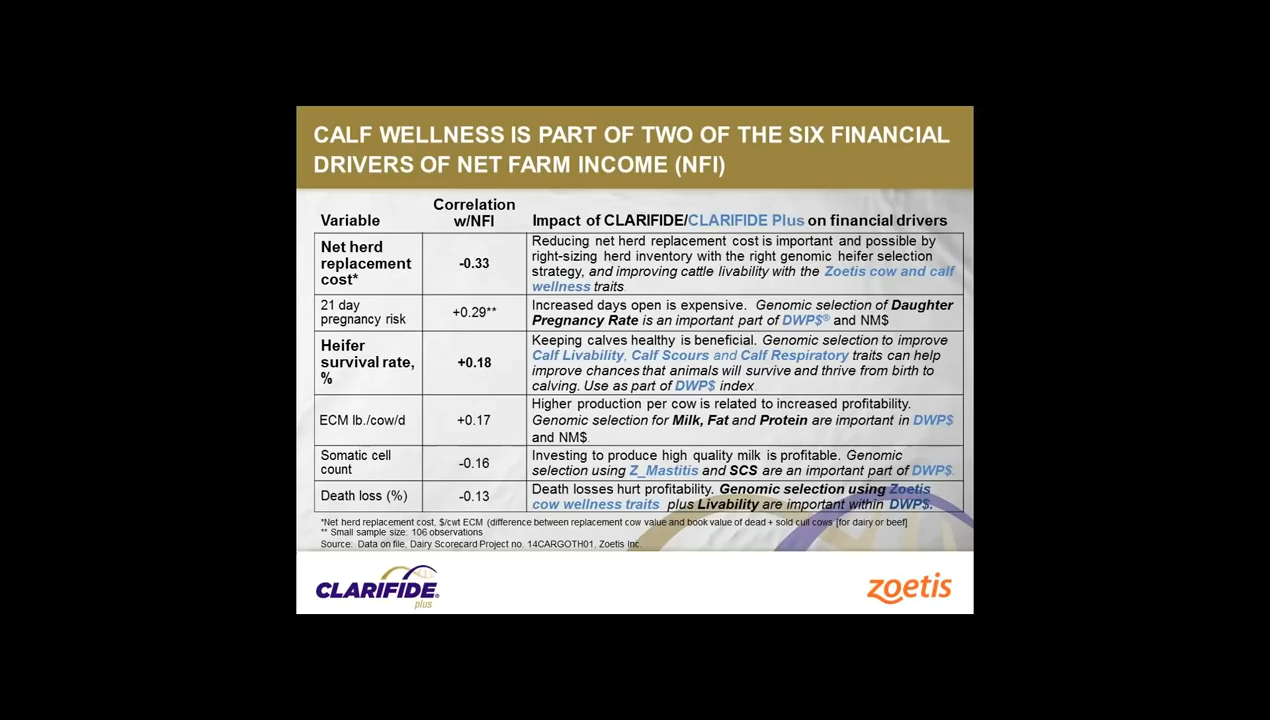 CALF WELLNESS IS PART OF TWO OF THE SIX FINANCIAL
DRIVERS OF NET FARM INCOME (NFI)
Variable
Correlation
w/NFI
Impact of CLARIFIDE/CLARIFIDE Plus on financial drivers
Net herd
replacement
cost*
-0.33
Reducing net herd replacement cost is important and possible by
right-sizing herd inventory with the right genomic heifer selection
strategy, and improving cattle livability with the Zoetis cow and calf
wellness traits.
21 day
pregnancy risk
+0.29**
Increased days open is expensive. Genomic selection of Daughter
Pregnancy Rate is an important part of DWP$® and NM$
Heifer
survival rate,
%
+0.18
Keeping calves healthy is beneficial. Genomic selection to improve
Calf Livability, Calf Scours and Calf Respiratory traits can help
improve chances that animals will survive and thrive from birth to
calving. Use as part of DWP$ index.
ECM lb./cow/d
+0.17
Higher production per cow is related to increased profitability.
Genomic selection for Milk, Fat and Protein are important in DWP$
and NM$.
Somatic cell
count
-0.16
Investing to produce high quality milk is profitable. Genomic
selection using Z_Mastitis and SCS are an important part of DWP$.
Death loss (%)
-0.13
Death losses hurt profitability. Genomic selection using Zoetis
cow wellness traits plus Livability are important within DWP$.
*Net herd replacement cost, $/cwt ECM (difference between replacement cow value and book value of dead + sold cull cows [for dairy or beef]
** Small sample size: 106 observations
Source: Data on file, Dairy Scorecard Project no. 14CARGOTH01, Zoetis Inc.
CLARIFIDE®
plus
zoetis